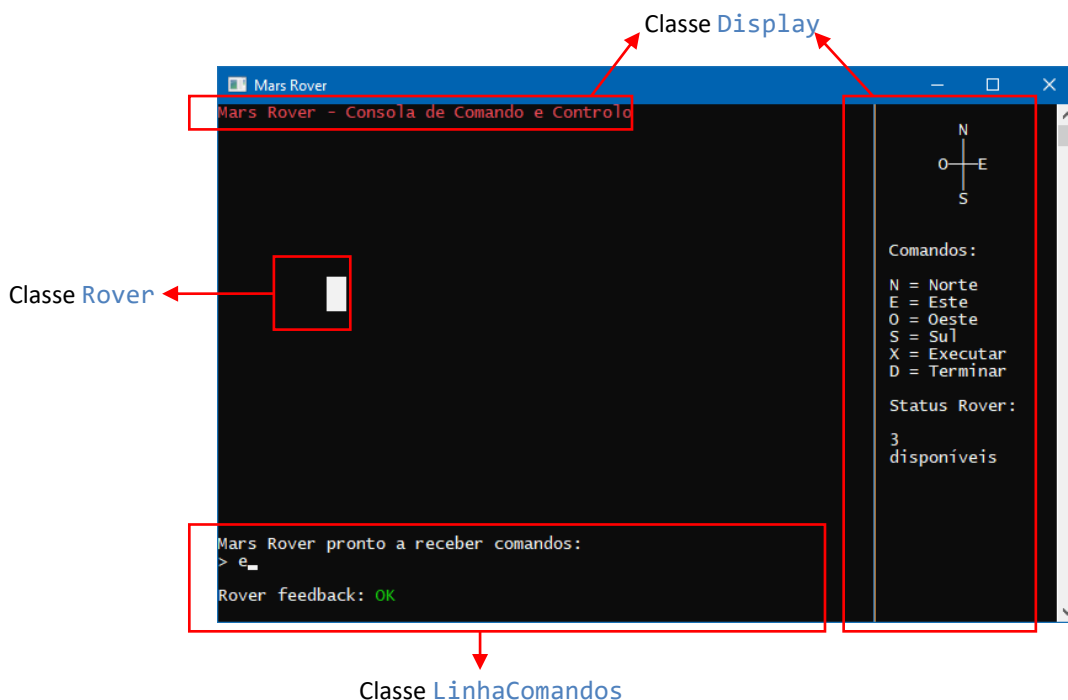 Classe Display
Mars Rover
Mars Rover - Consola de Comando e Controlo
N
O E
S
Comandos:
N = Norte
E = Este
O = Oeste
S = Sul
X = Executar
D = Terminar
Status Rover:
3
disponíveis
Classe Rover
Mars Rover pronto a receber comandos:
> e
Rover feedback: OK
Classe LinhaComandos